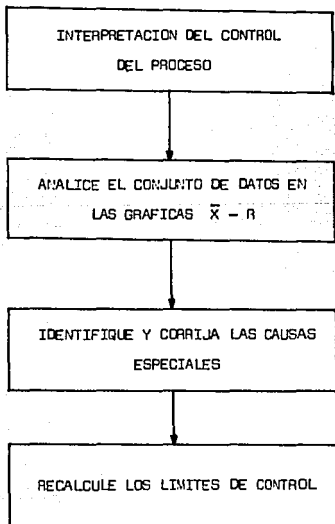 INTERPRETACION DEL CONTROL
DEL PROCESO
ANALICE EL CONJUNTO DE DATOS EN
LAS GRAFICAS X̄ - R
IDENTIFIQUE Y CORRIJA LAS CAUSAS
ESPECIALES
RECALCULE LOS LIMITES DE CONTROL